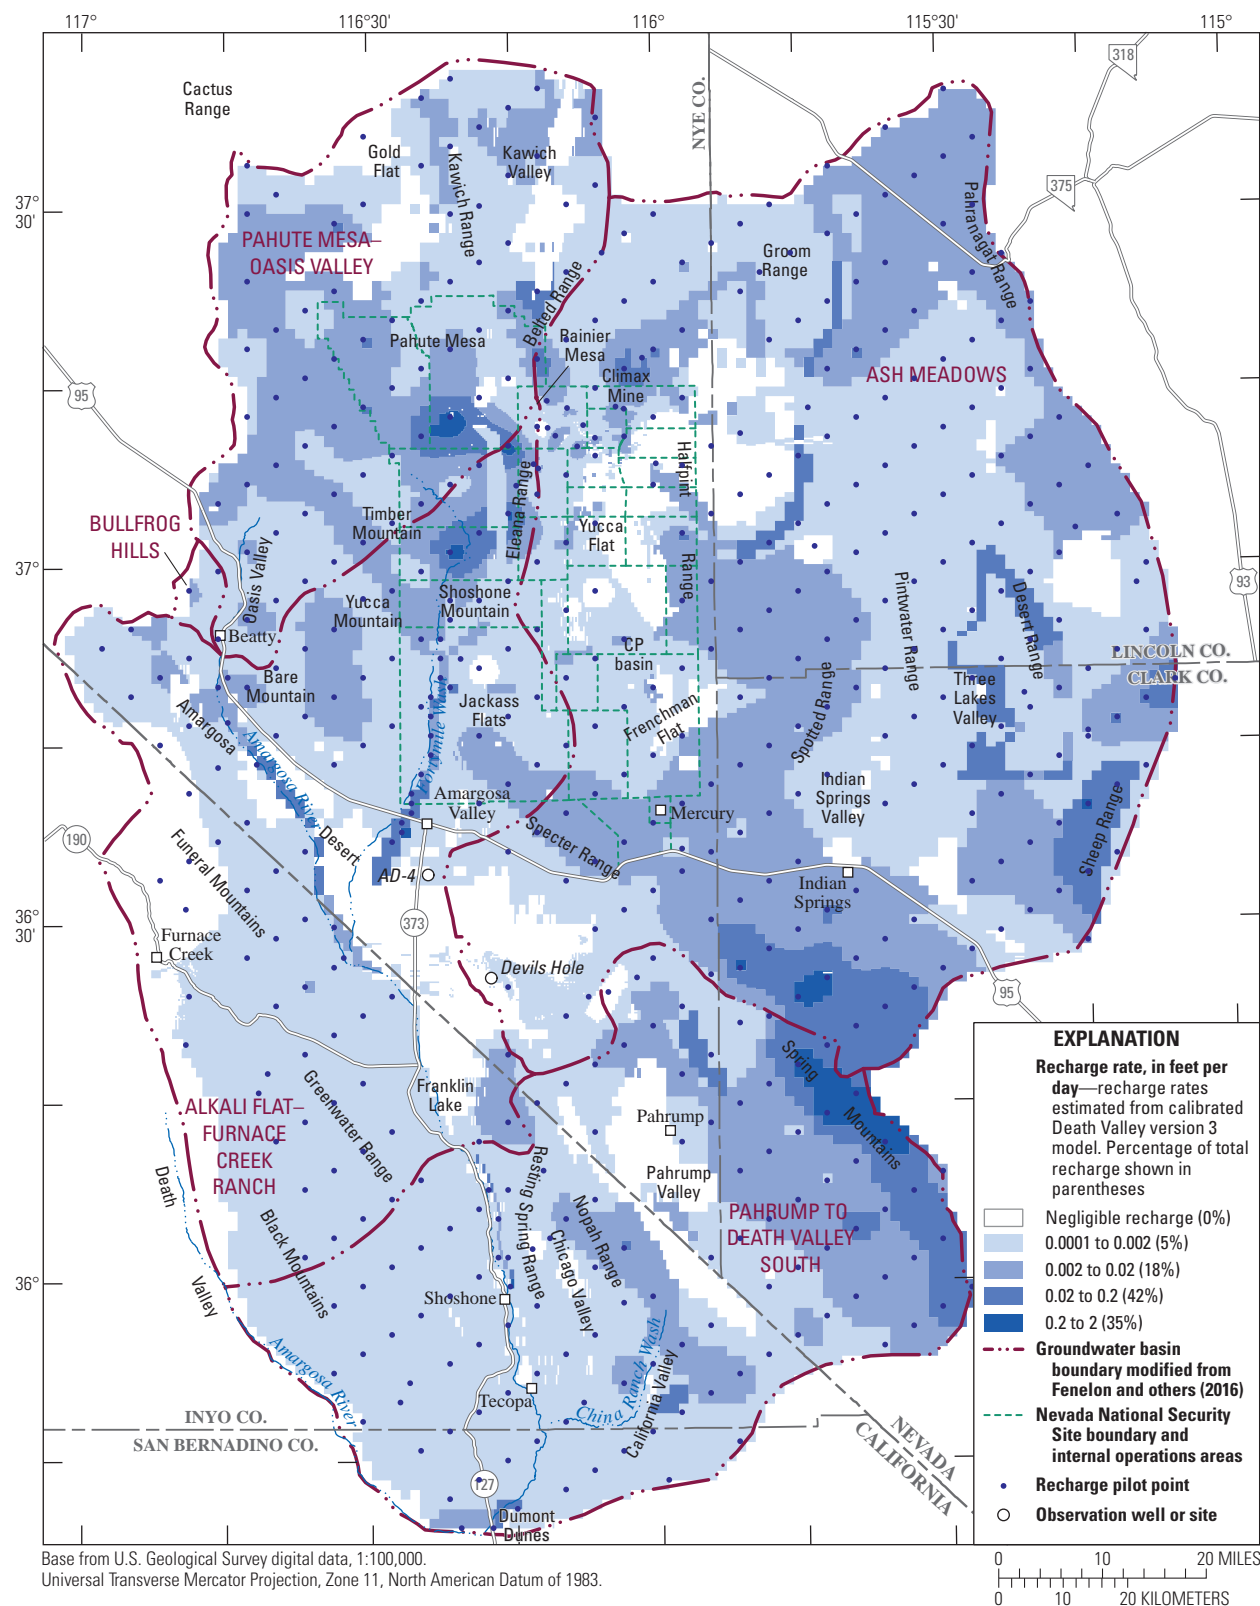 117°
116°30'
116°
115°30'
115°
318
Cactus
Range
NYE CO.
Gold
Flat
Kawich Range
Kawich
Valley
375
37°
30'
Pahranagat Range
PAHUTE MESA–
OASIS VALLEY
Groom
Range
Belted Range
Pahute Mesa
Rainier
Mesa
Climax
Mine
ASH MEADOWS
95
Halfpint
Range
Eleana Range
BULLFROG
HILLS
Timber
Mountain
Yucca
Flat
Oasis Valley
37°
93
Pintwater Range
Desert Range
Shoshone
Mountain
Yucca
Mountain
Beatty
CP
basin
LINCOLN CO.
CLARK CO.
Bare
Mountain
Three
Lakes
Valley
Spotted Range
Amargosa
Desert
Amargosa River
Fortymile Wash
Jackass
Flats
Frenchman
Flat
Indian
Springs
Valley
Amargosa
Valley
Mercury
Sheep Range
190
Funeral Mountains
Specter Range
AD-4
Indian
Springs
36°
30'
373
Furnace
Creek
Devils Hole
95
Spring
Mountains
Greenwater Range
Franklin
Lake
ALKALI FLAT–
FURNACE
CREEK
RANCH
Pahrump
Death
Valley
Pahrump
Valley
Resting Spring Range
Nopah Range
PAHRUMP TO
DEATH VALLEY
SOUTH
Black Mountains
Chicago Valley
36°
Shoshone
Amargosa River
China Ranch Wash
California Valley
Tecopa
INYO CO.
SAN BERNADINO CO.
NEVADA
CALIFORNIA
127
Dumont
Dunes
EXPLANATION
Recharge rate, in feet per
day—recharge rates
estimated from calibrated
Death Valley version 3
model. Percentage of total
recharge shown in
parentheses
Negligible recharge (0%)
0.0001 to 0.002 (5%)
0.002 to 0.02 (18%)
0.02 to 0.2 (42%)
0.2 to 2 (35%)
Groundwater basin
boundary modified from
Fenelon and others (2016)
Nevada National Security
Site boundary and
internal operations areas
Recharge pilot point
Observation well or site
Base from U.S. Geological Survey digital data, 1:100,000.
Universal Transverse Mercator Projection, Zone 11, North American Datum of 1983.
0 10 20 MILES
0 10 20 KILOMETERS